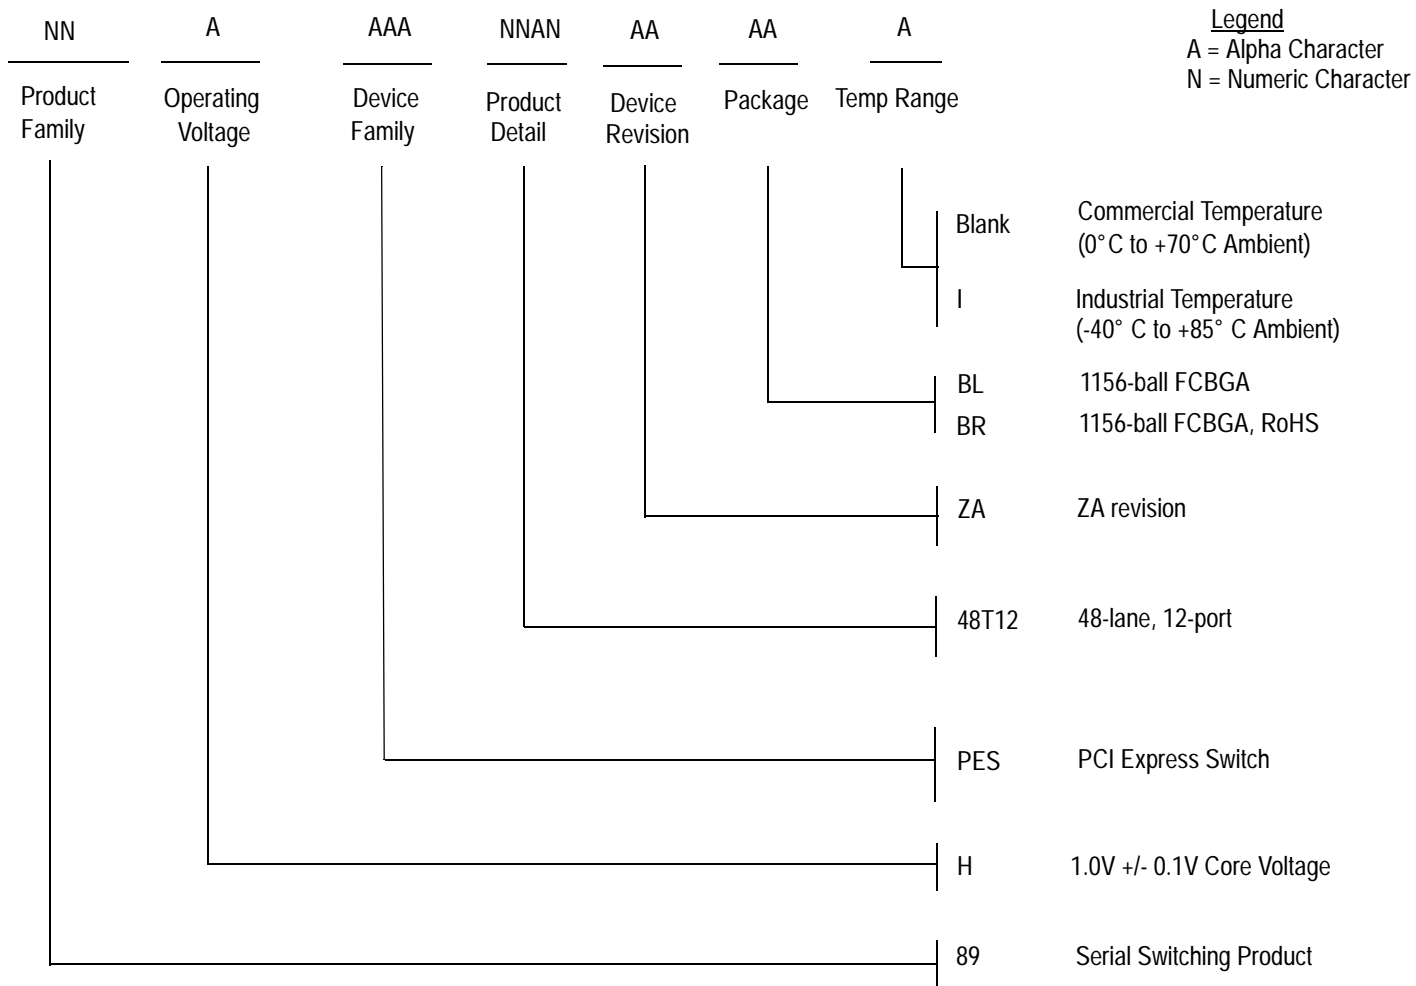 NN A AAA NNAN AA AA A
Legend
A = Alpha Character
N = Numeric Character
Product Family
Operating Voltage
Device Family
Product Detail
Device Revision
Package
Temp Range
Blank Commercial Temperature
(0°C to +70°C Ambient)
I Industrial Temperature
(-40° C to +85° C Ambient)
BL 1156-ball FCBGA
BR 1156-ball FCBGA, RoHS
ZA ZA revision
48T12 48-lane, 12-port
PES PCI Express Switch
H 1.0V +/- 0.1V Core Voltage
89 Serial Switching Product